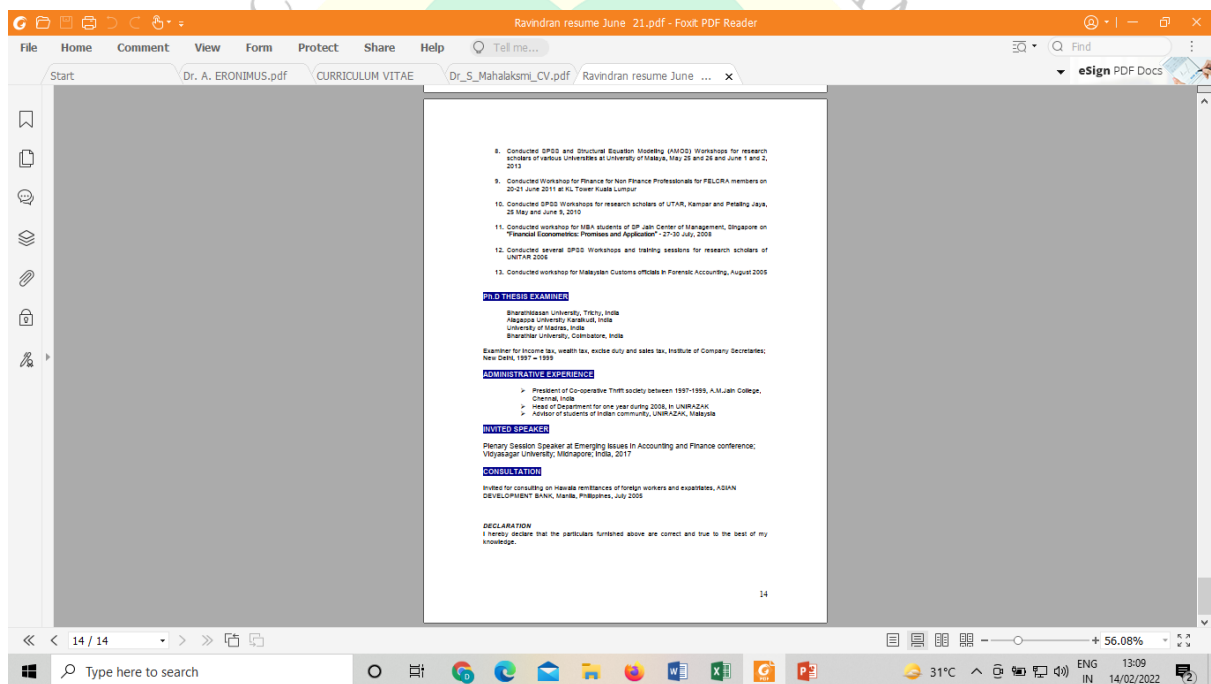 Ravindran resume June 21.pdf - Foxit PDF Reader
File Home Comment View Form Protect Share Help Tell me... Find
Start Dr. A. ERONIMUS.pdf CURRICULUM VITAE Dr_S_Mahalaksmi_CV.pdf Ravindran resume June ... x eSign PDF Docs
8. Conducted SPSS and Structural Equation Modeling (AMOS) Workshops for research
scholars of various Universities at University of Malaya, May 25 and 26 and June 1 and 2,
2013
9. Conducted Workshop for Finance for Non Finance Professionals for FELCRA members on
20-21 June 2011 at KL Tower Kuala Lumpur
10. Conducted SPSS Workshops for research scholars of UTAR, Kampar and Petaling Jaya,
25 May and June 9, 2010
11. Conducted workshop for MBA students of SP Jain Center of Management, Singapore on
"Financial Econometrics: Promises and Application" - 27-30 July, 2008
12. Conducted several SPSS Workshops and training sessions for research scholars of
UNITAR 2006
13. Conducted workshop for Malaysian Customs officials in Forensic Accounting, August 2005
Ph.D THESIS EXAMINER
Bharathidasan University, Trichy, India
Alagappa University Karaikudi, India
University of Madras, India
Bharathiar University, Coimbatore, India
Examiner for Income tax, wealth tax, excise duty and sales tax, Institute of Company Secretaries;
New Delhi, 1997 – 1999
ADMINISTRATIVE EXPERIENCE
➢ President of Co-operative Thrift society between 1997-1999, A.M.Jain College,
Chennai, India
➢ Head of Department for one year during 2008, in UNIRAZAK
➢ Advisor of students of Indian community, UNIRAZAK, Malaysia
INVITED SPEAKER
Plenary Session Speaker at Emerging Issues in Accounting and Finance conference;
Vidyasagar University; Midnapore; India, 2017
CONSULTATION
Invited for consulting on Hawala remittances of foreign workers and expatriates, ASIAN
DEVELOPMENT BANK, Manila, Philippines, July 2005
DECLARATION
I hereby declare that the particulars furnished above are correct and true to the best of my
knowledge.
14
14 / 14 56.08%
Type here to search 31°C ENG 13:09
IN 14/02/2022